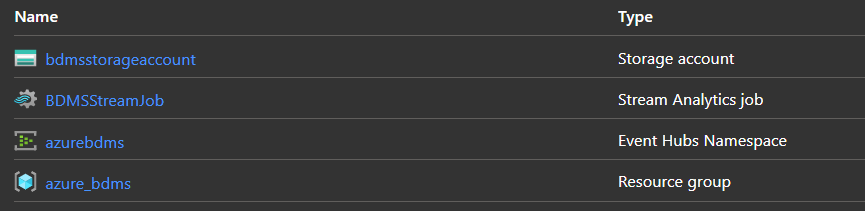 Name Type
bdmsstorageaccount Storage account
BDMSStreamJob Stream Analytics job
azurebdms Event Hubs Namespace
azure_bdms Resource group